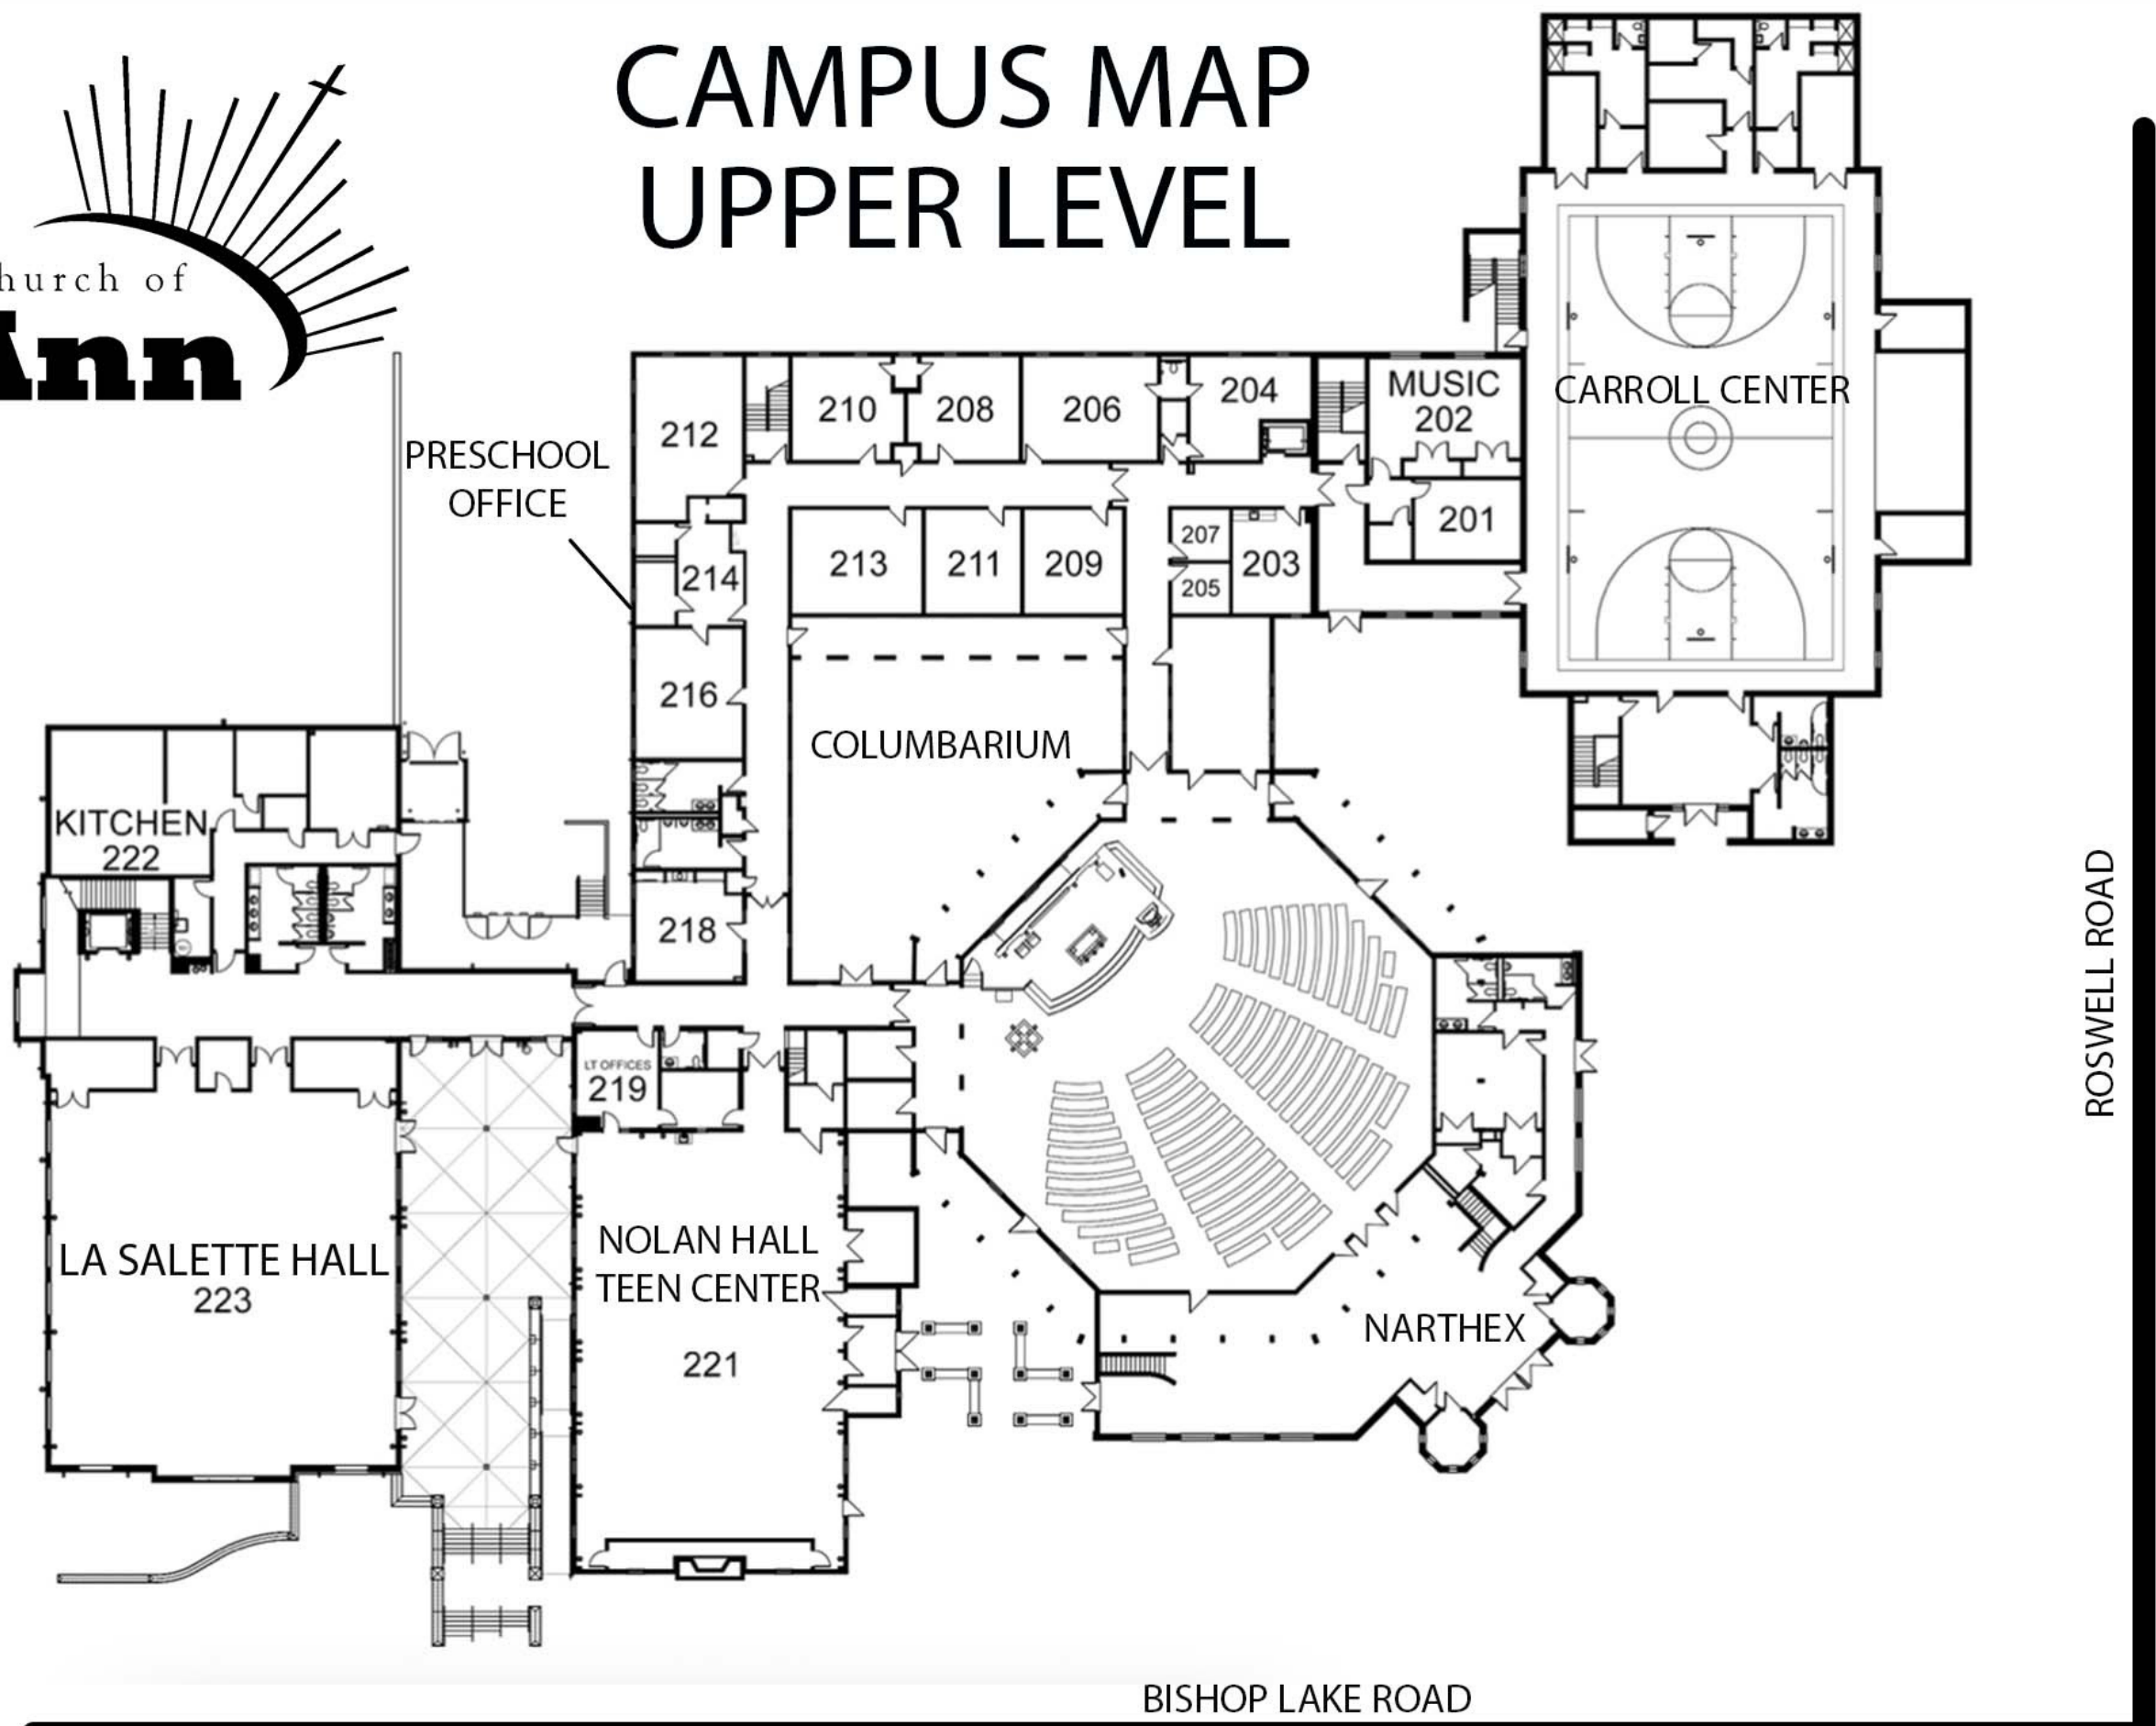 CAMPUS MAP
UPPER LEVEL
hurch of
Ann
PRESCHOOL
OFFICE
212
210
208
206
204
MUSIC
202
CARROLL CENTER
214
213
211
209
207
205
203
201
216
COLUMBARIUM
KITCHEN
222
218
LT OFFICES
219
LA SALETTE HALL
223
NOLAN HALL
TEEN CENTER
221
NARTHEX
ROSWELL ROAD
BISHOP LAKE ROAD